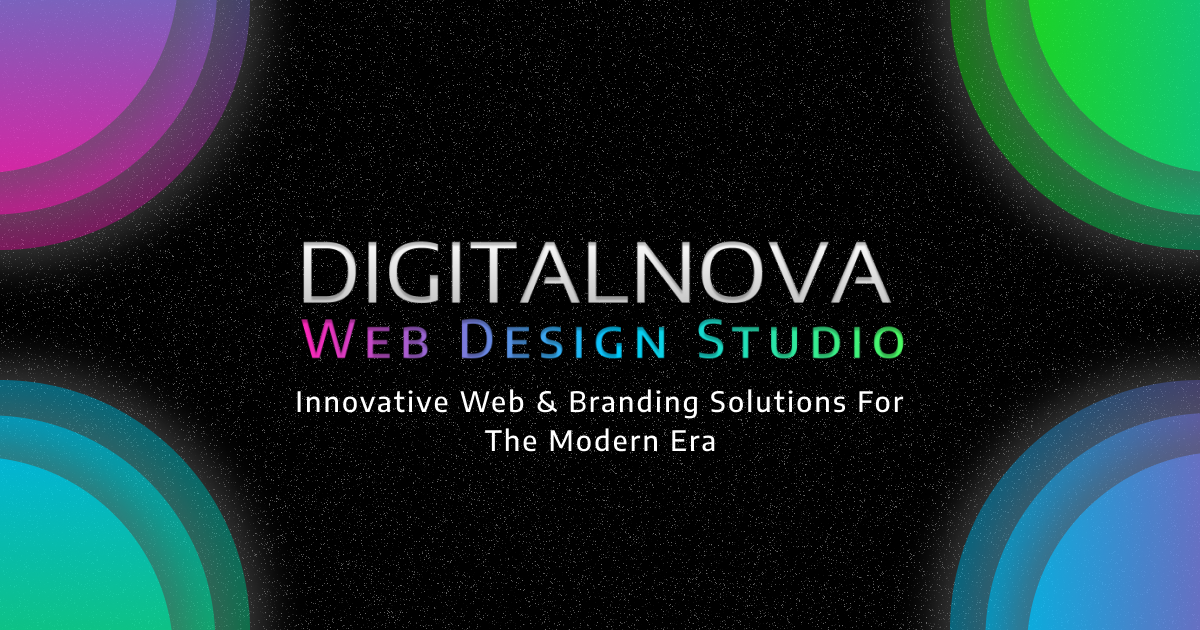 DIGITALNOVA
Web Design Studio
Innovative Web & Branding Solutions For
The Modern Era